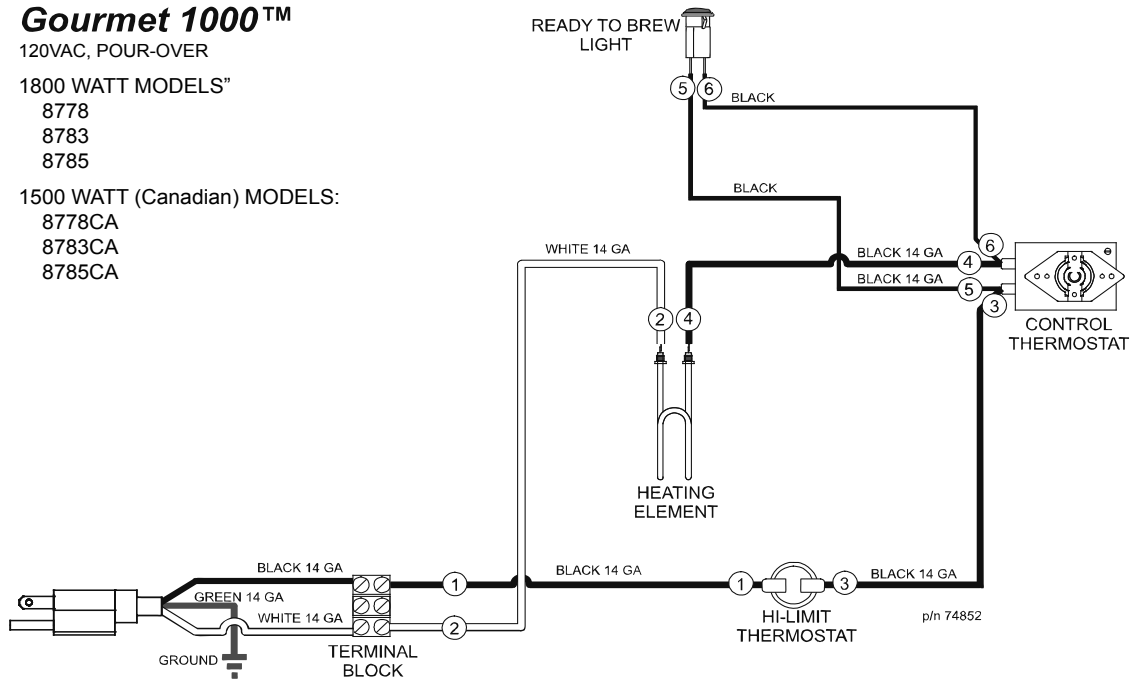 Gourmet 1000™
120VAC, POUR-OVER
1800 WATT MODELS”
8778
8783
8785
1500 WATT (Canadian) MODELS:
8778CA
8783CA
8785CA
READY TO BREW
LIGHT
5
6
BLACK
BLACK
WHITE 14 GA
BLACK 14 GA
4
6
BLACK 14 GA
5
3
CONTROL
THERMOSTAT
2
4
HEATING
ELEMENT
BLACK 14 GA
1
BLACK 14 GA
1
3
BLACK 14 GA
GREEN 14 GA
WHITE 14 GA
2
HI-LIMIT
THERMOSTAT
p/n 74852
GROUND
TERMINAL
BLOCK